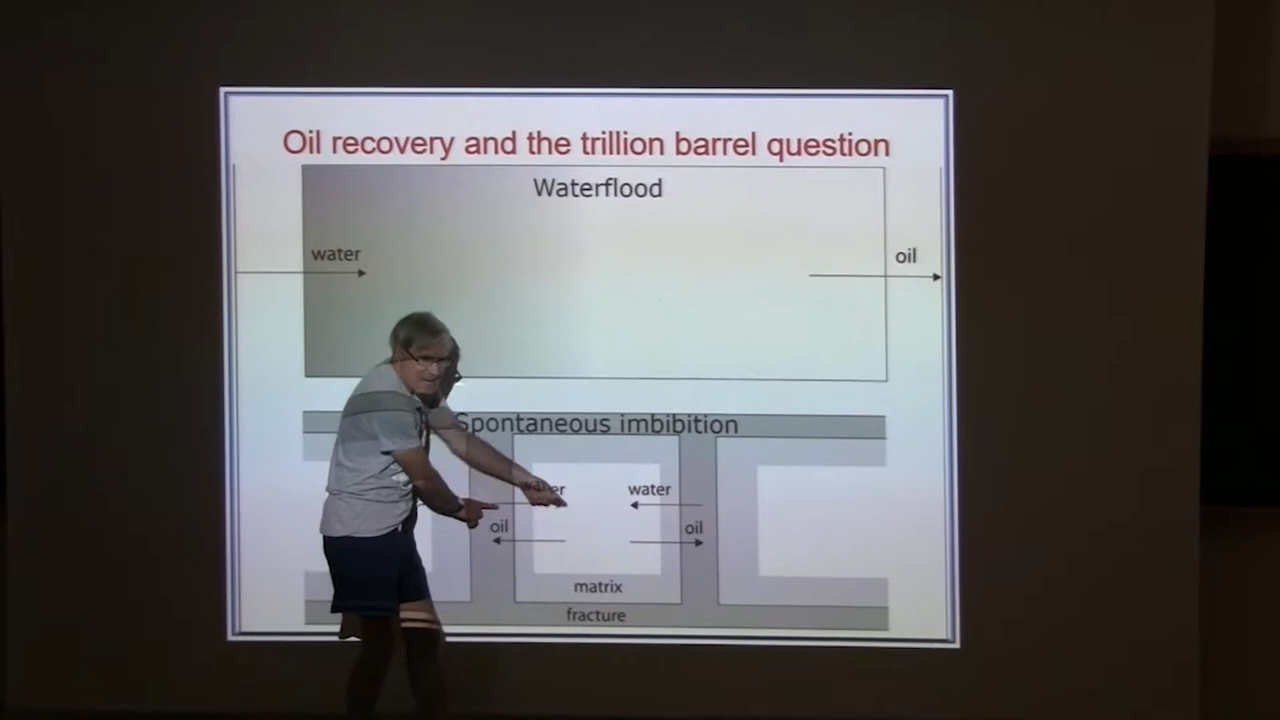 Oil recovery and the trillion barrel question
Waterflood
water
oil
Spontaneous imbibition
water
water
oil
oil
matrix
fracture